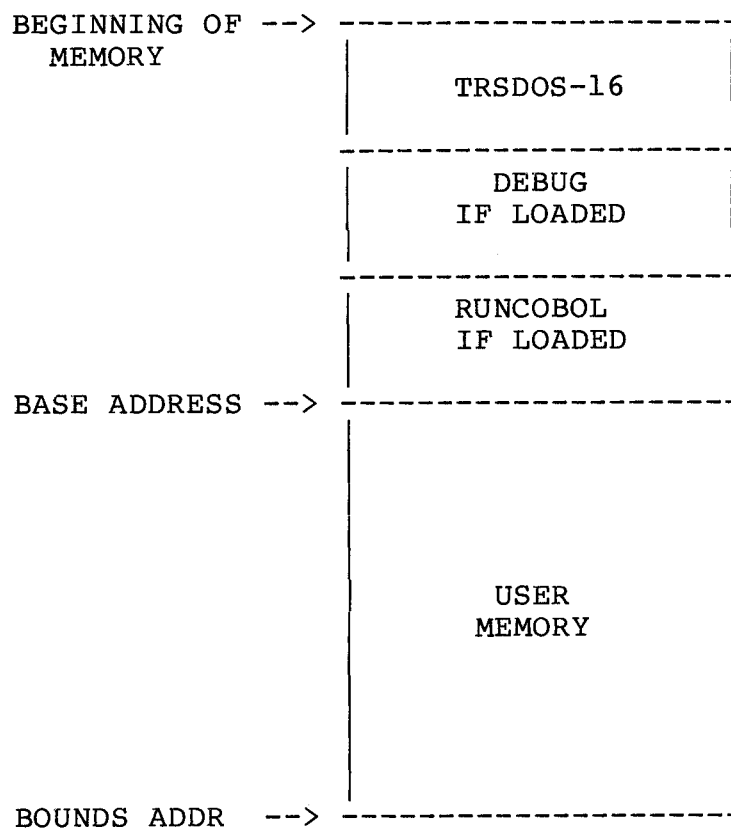 BEGINNING OF -->
MEMORY
TRSDOS-16
DEBUG
IF LOADED
RUNCOBOL
IF LOADED
BASE ADDRESS -->
USER
MEMORY
BOUNDS ADDR -->